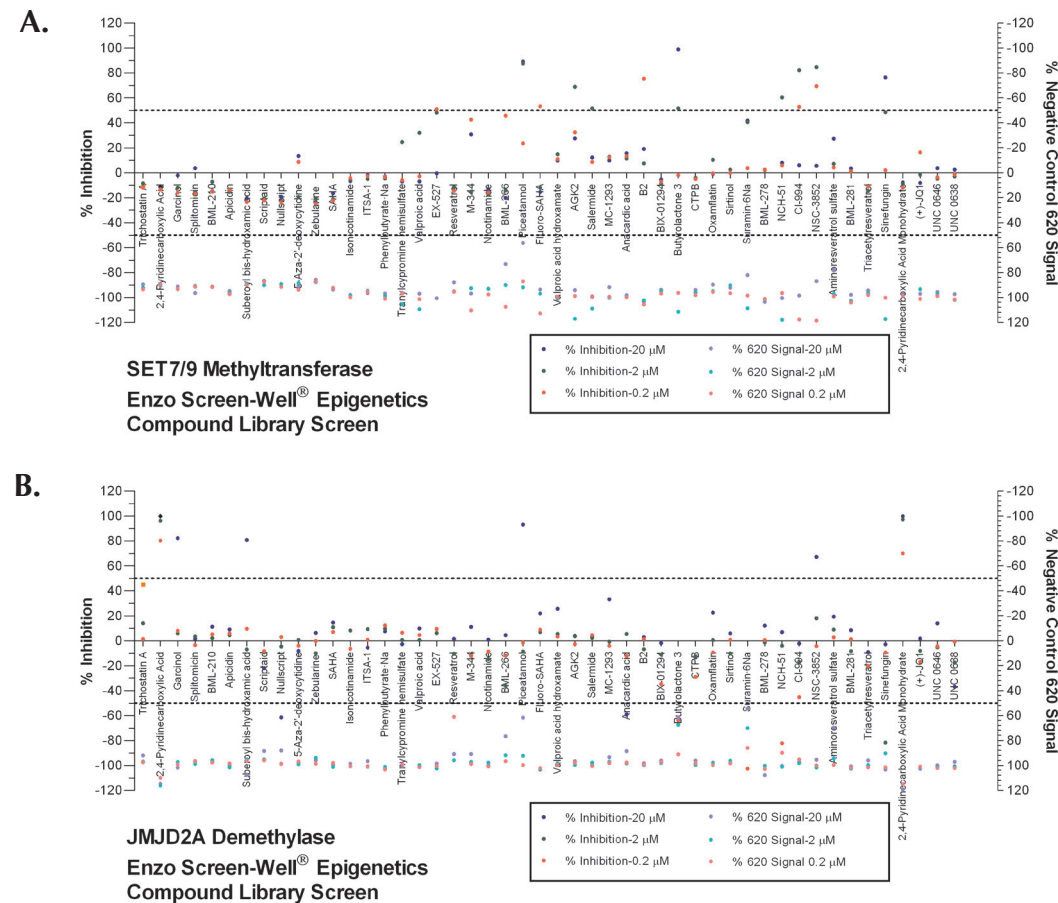 A.
% Inhibition
120
100
80
60
40
20
0
-20
-40
-60
-80
-100
-120
Trichostatin A
2,4-Pyridinecarboxylic Acid
Garcinol
Splitomicin
BML-210
Apicidin
Suberoyl bis-hydroxamic acid
Scriptaid
Nullscript
5-Aza-2'-deoxycytidine
Zebularine
SAHA
Isonicotinamide
ITSA-1
Phenylbutyrate-Na
Tranylcypromine hemisulfate
Valproic acid
EX-527
Resveratrol
M-344
Nicotinamide
BML-266
Piceatannol
Fluoro-SAHA
Valproic acid hydroxamate
AGK2
Salermide
MC-1293
Anacardic acid
B2
BIX-01294
Butyrolactone 3
CTPB
Oxamflatin
Sirtinol
Suramin·6Na
BML-278
NCH-51
CI-994
NSC-3852
Aminoresveratrol sulfate
BML-281
Triacetylresveratrol
Sinefungin
2,4-Pyridinecarboxylic Acid Monohydrate
(+)-JQ1
UNC 0646
UNC 0638
-120
-100
-80
-60
-40
-20
0
20
40
60
80
100
120
% Negative Control 620 Signal
SET7/9 Methyltransferase
Enzo Screen-Well® Epigenetics
Compound Library Screen
% Inhibition-20 µM
% Inhibition-2 µM
% Inhibition-0.2 µM
% 620 Signal-20 µM
% 620 Signal-2 µM
% 620 Signal 0.2 µM
B.
% Inhibition
120
100
80
60
40
20
0
-20
-40
-60
-80
-100
-120
Trichostatin A
2,4-Pyridinecarboxylic Acid
Garcinol
Splitomicin
BML-210
Apicidin
Suberoyl bis-hydroxamic acid
Scriptaid
Nullscript
5-Aza-2'-deoxycytidine
Zebularine
SAHA
Isonicotinamide
ITSA-1
Phenylbutyrate-Na
Tranylcypromine hemisulfate
Valproic acid
EX-527
Resveratrol
M-344
Nicotinamide
BML-266
Piceatannol
Fluoro-SAHA
Valproic acid hydroxamate
AGK2
Salermide
MC-1293
Anacardic acid
B2
BIX-01294
Butyrolactone 3
CTPB
Oxamflatin
Sirtinol
Suramin·6Na
BML-278
NCH-51
CI-994
NSC-3852
Aminoresveratrol sulfate
BML-281
Triacetylresveratrol
Sinefungin
2,4-Pyridinecarboxylic Acid Monohydrate
(+)-JQ1
UNC 0646
UNC 0668
-120
-100
-80
-60
-40
-20
0
20
40
60
80
100
120
% Negative Control 620 Signal
JMJD2A Demethylase
Enzo Screen-Well® Epigenetics
Compound Library Screen
% Inhibition-20 µM
% Inhibition-2 µM
% Inhibition-0.2 µM
% 620 Signal-20 µM
% 620 Signal-2 µM
% 620 Signal 0.2 µM